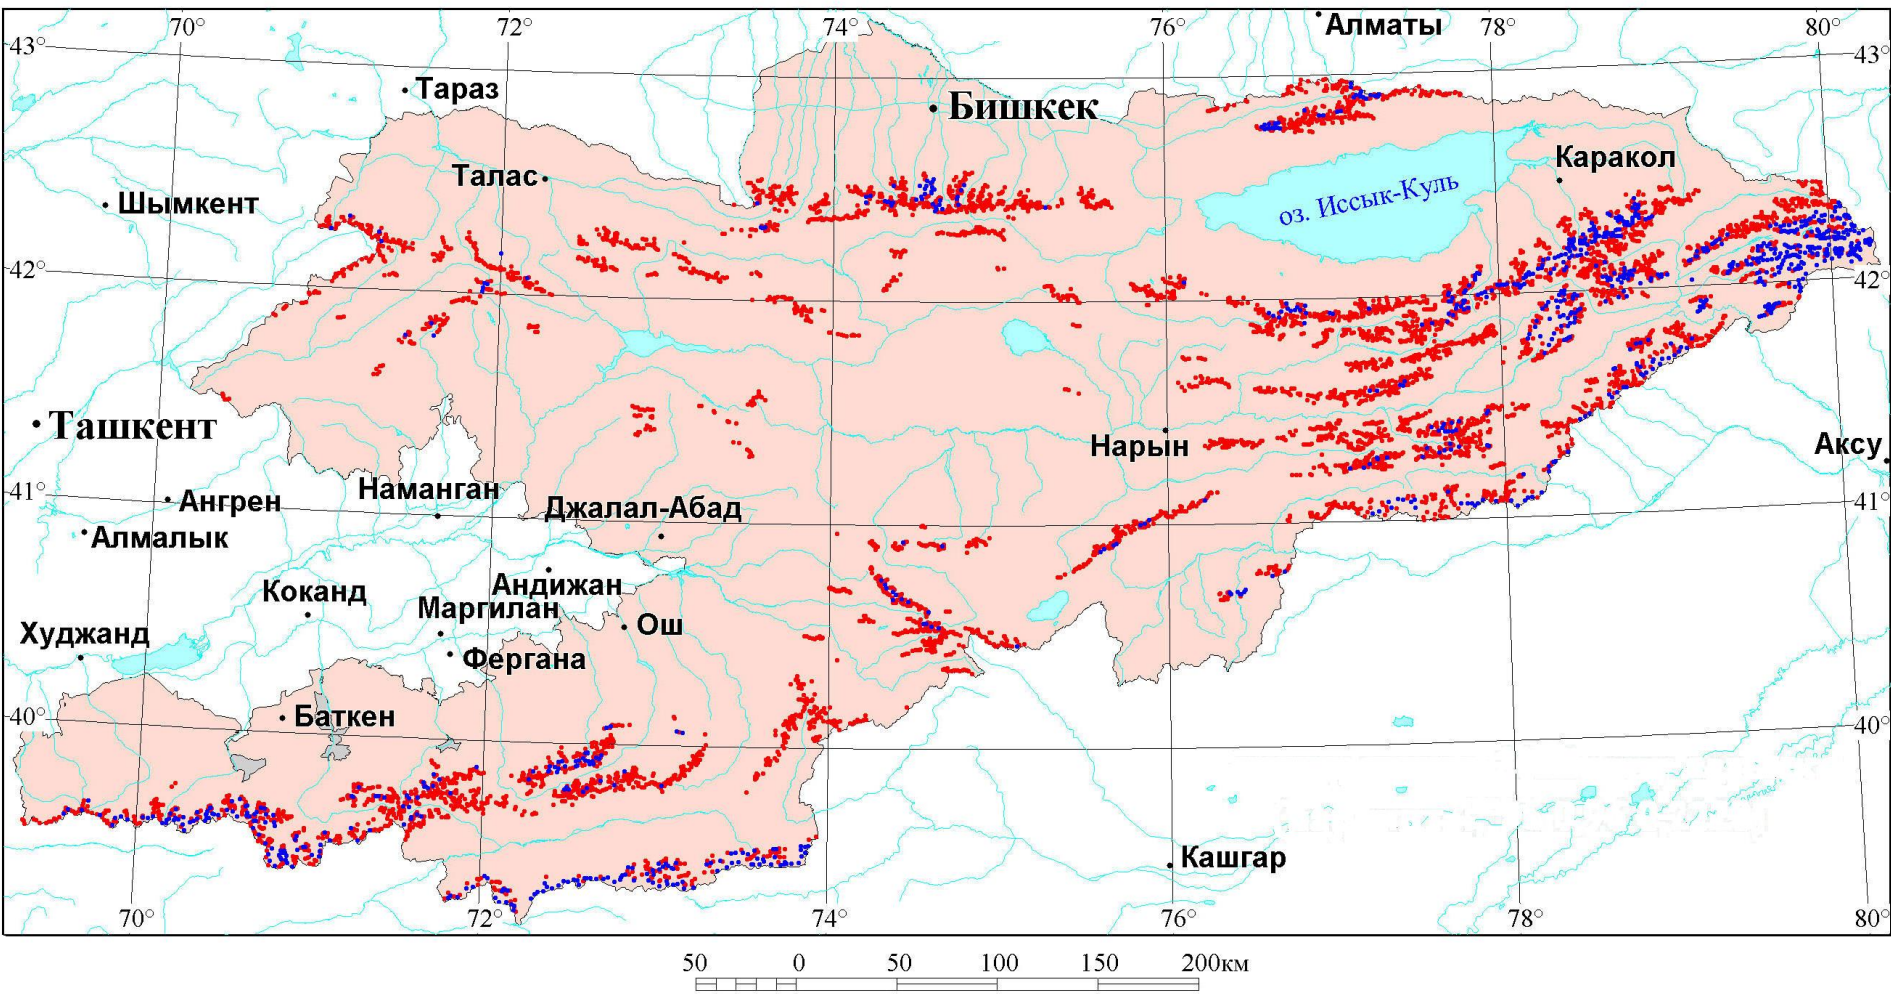 70° 72° 74° 76° 78° 80°
Алматы
43° 43°
Тараз
Бишкек
Каракол
Талас
оз. Иссык-Куль
Шымкент
42° 42°
Ташкент
Нарын
Аксу
41° 41°
Наманган
Ангрен
Джалал-Абад
Алмалык
Андижан
Коканд
Маргилан
Худжанд
Ош
Фергана
40° 40°
Баткен
Кашгар
70° 72° 74° 76° 78° 80°
50 0 50 100 150 200км